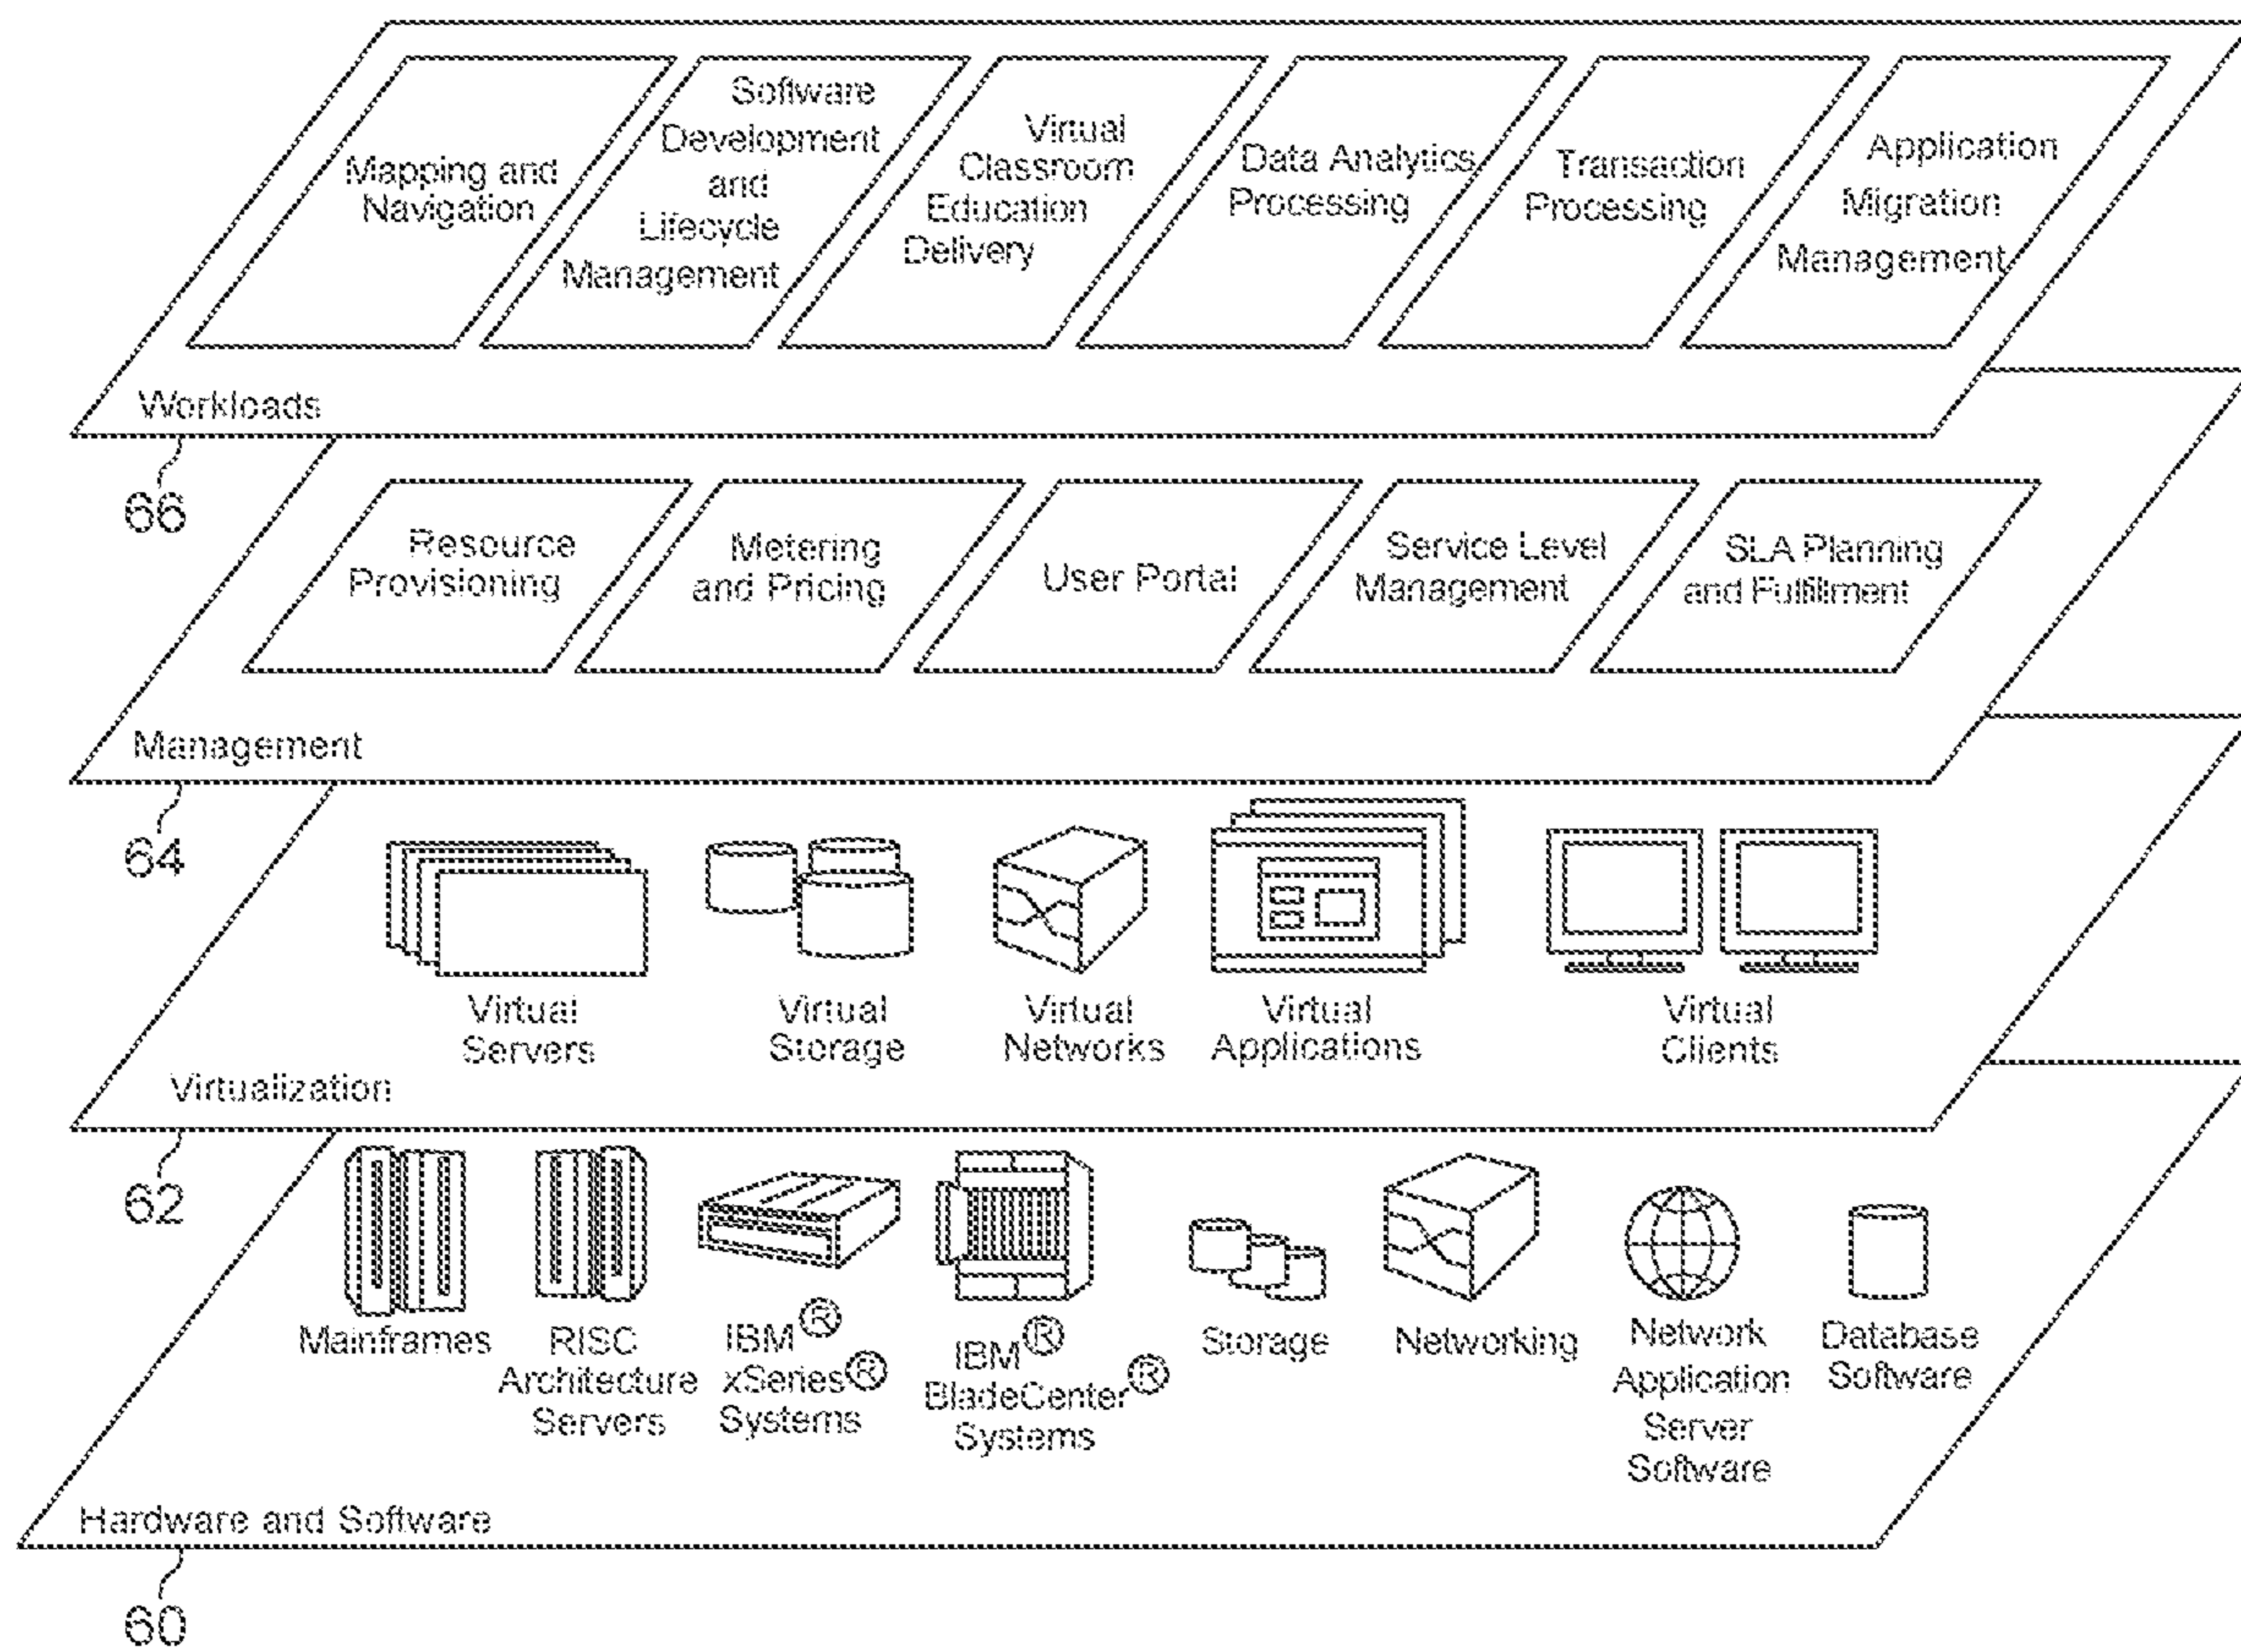 Mapping and
Navigation
Software
Development
and
Lifecycle
Management
Virtual
Classroom
Education
Delivery
Data Analytics
Processing
Transaction
Processing
Application
Migration
Management
Workloads
66
Resource
Provisioning
Metering
and Pricing
User Portal
Service Level
Management
SLA Planning
and Fulfillment
Management
64
Virtual
Servers
Virtual
Storage
Virtual
Networks
Virtual
Applications
Virtual
Clients
Virtualization
62
Mainframes
RISC
Architecture
Servers
IBM®
xSeries®
Systems
IBM®
BladeCenter®
Systems
Storage
Networking
Network
Application
Server
Software
Database
Software
Hardware and Software
60